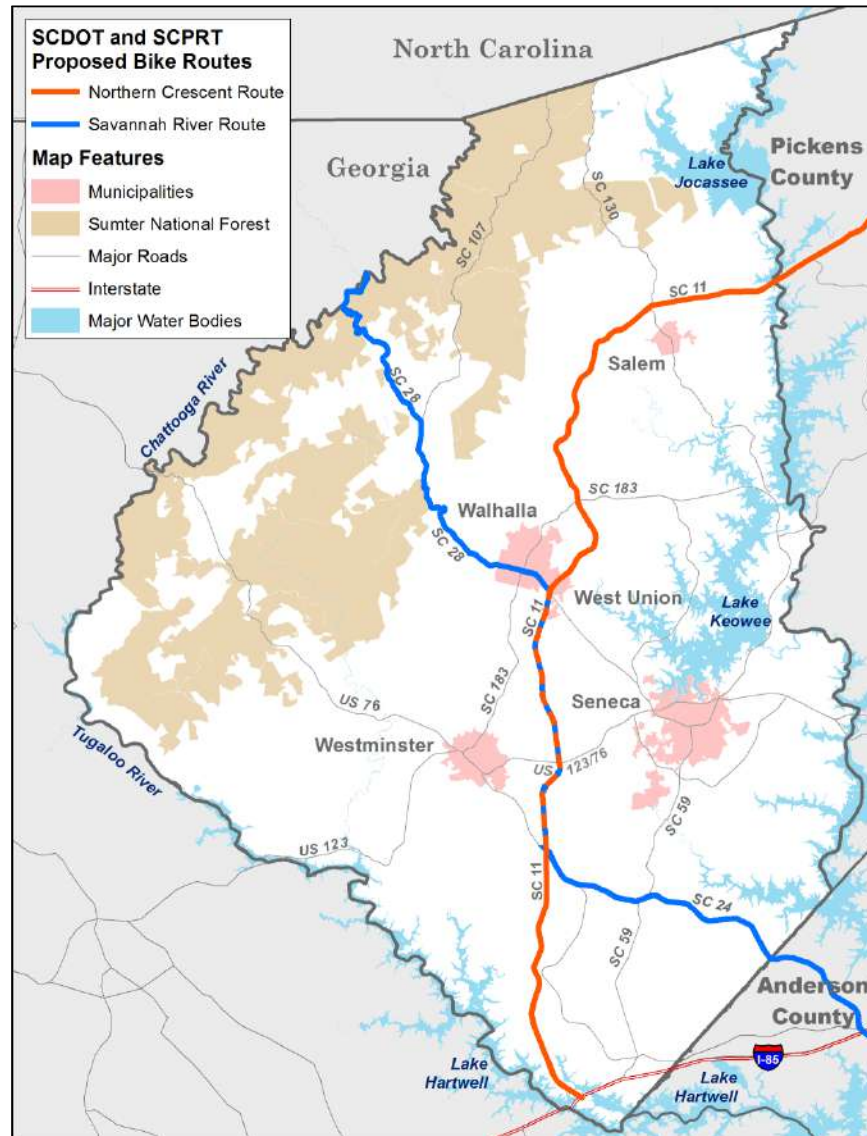 SCDOT and SCPRT
Proposed Bike Routes
Northern Crescent Route
Savannah River Route
Map Features
Municipalities
Sumter National Forest
Major Roads
Interstate
Major Water Bodies
North Carolina
Georgia
Pickens
County
Lake
Jocassee
SC 130
SC 107
SC 11
Salem
Chattooga River
SC 28
SC 183
Walhalla
SC 28
West Union
SC 11
Lake
Keowee
SC 183
Seneca
US 76
Westminster
US 123/76
Tugaloo River
SC 59
US 123
SC 11
SC 24
SC 59
Anderson
County
I-85
Lake
Hartwell
Lake
Hartwell